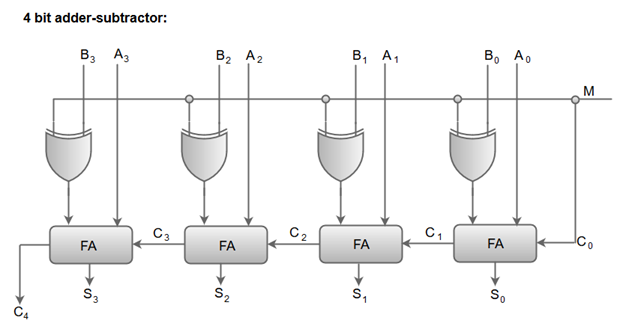 4 bit adder-subtractor:
B₃ A₃ B₂ A₂ B₁ A₁ B₀ A₀
M
C₃ C₂ C₁ C₀
FA FA FA FA
S₃ S₂ S₁ S₀
C₄